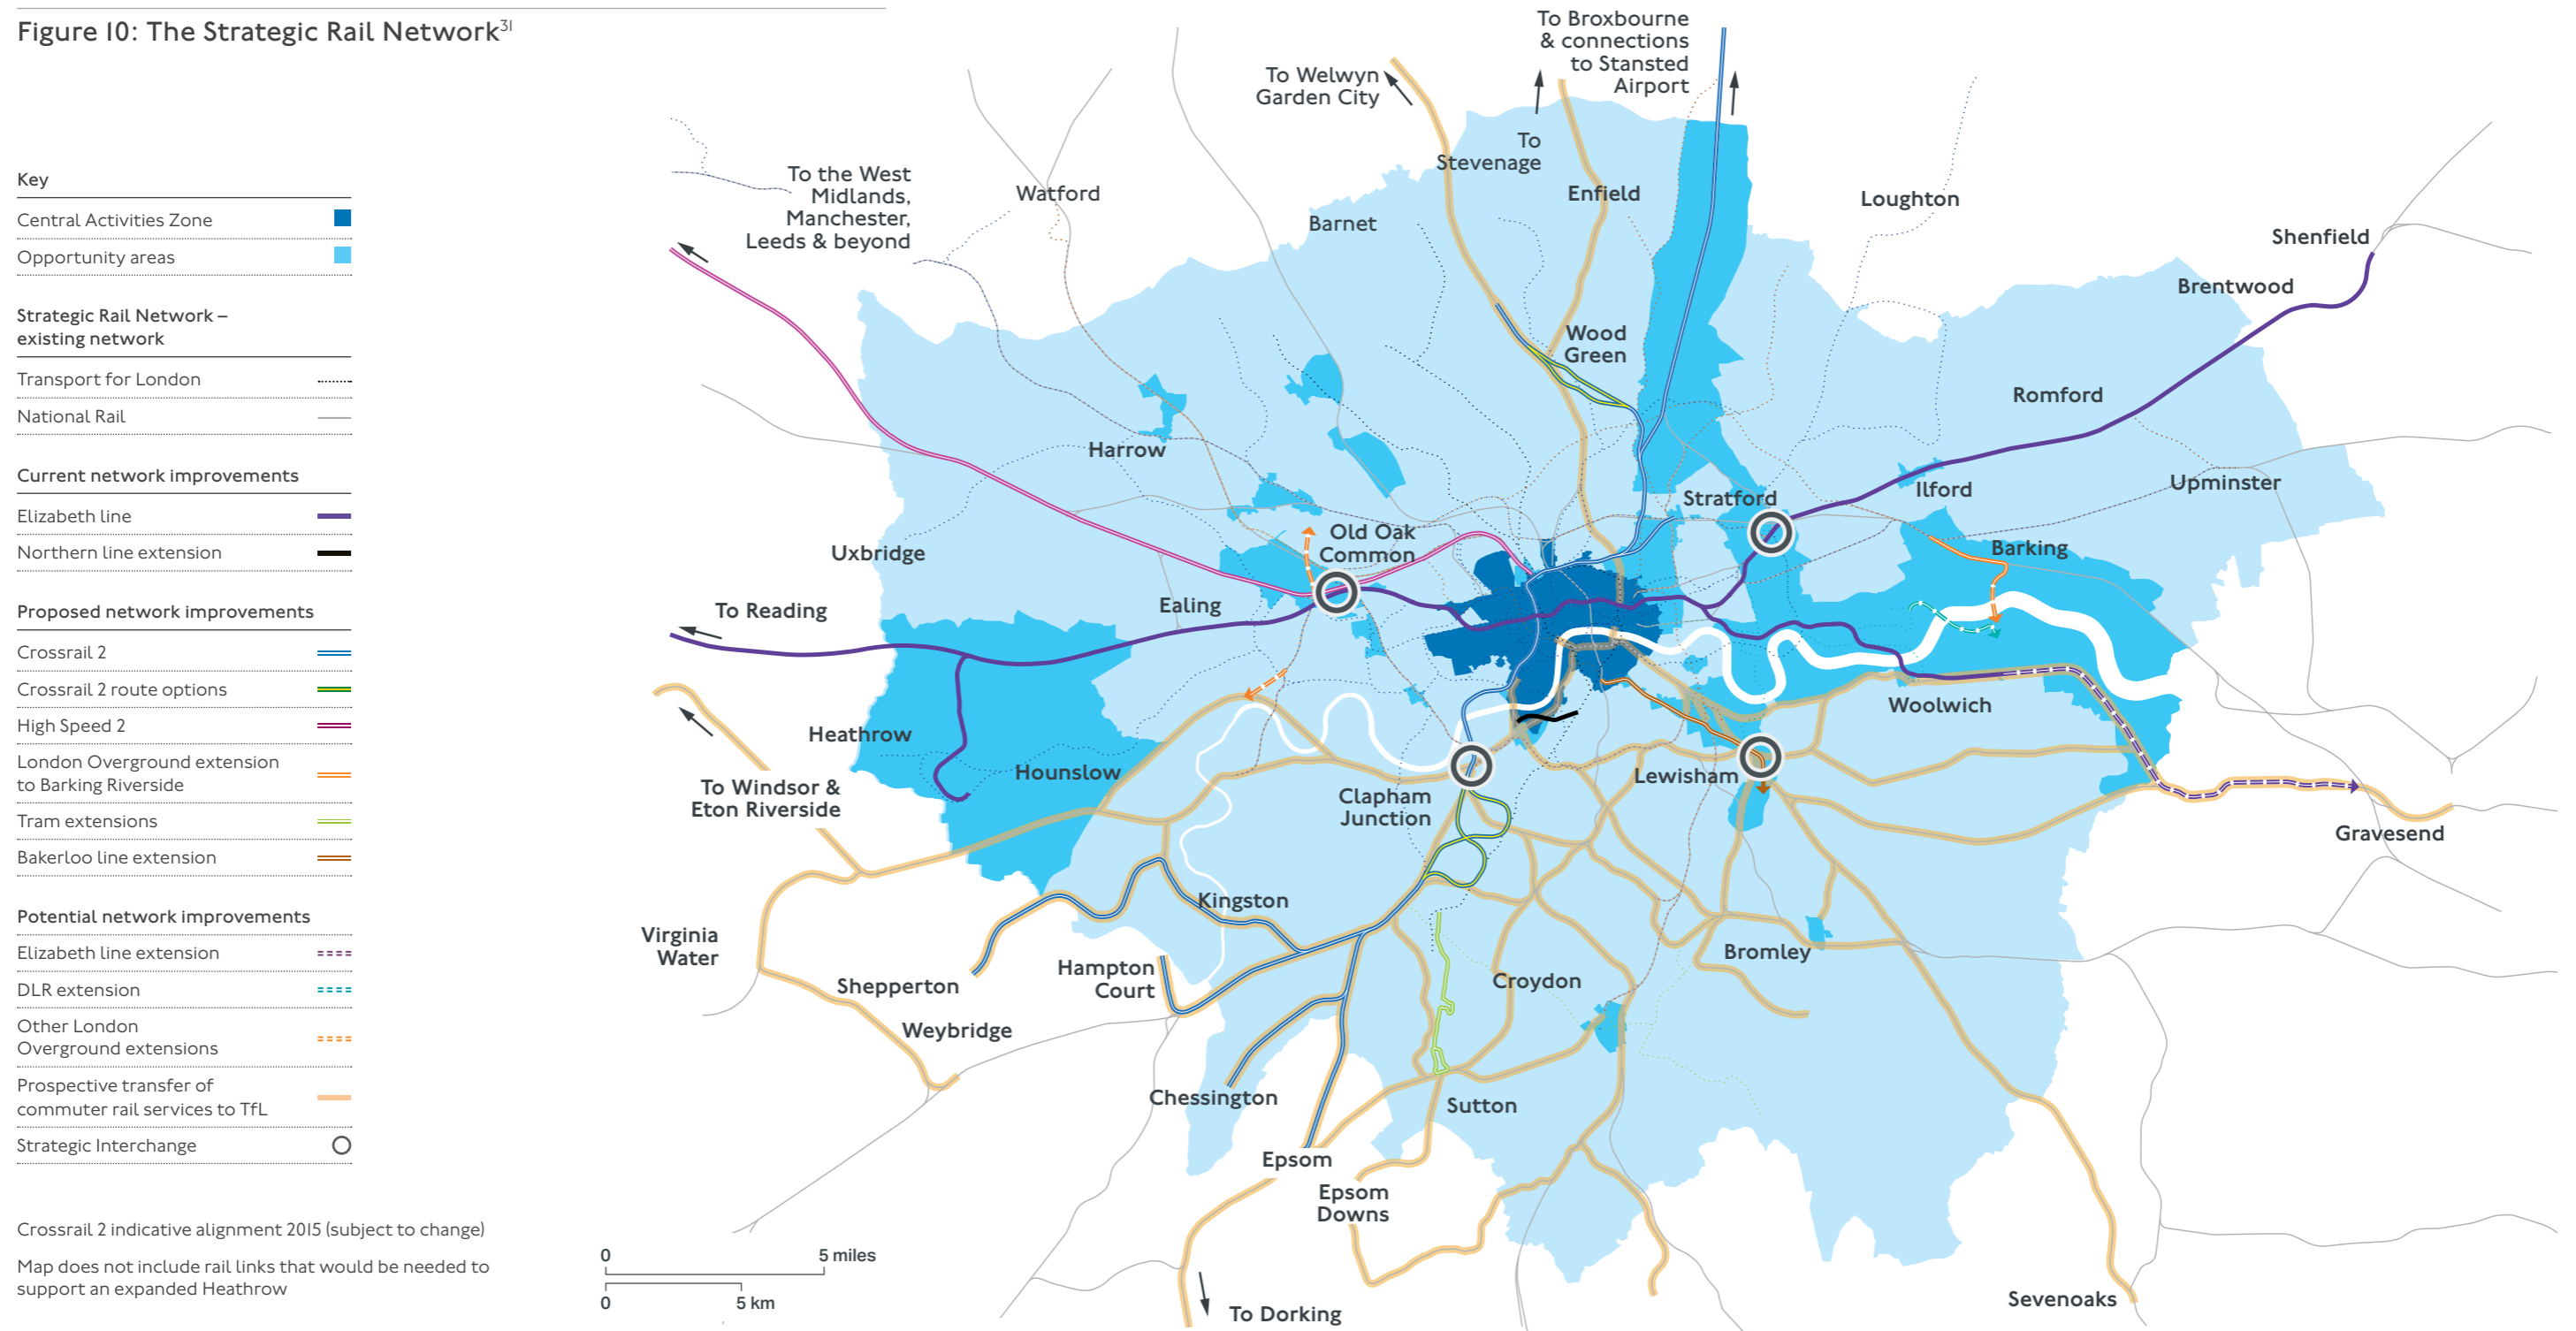 Figure 10: The Strategic Rail Network31
Key
Central Activities Zone
Opportunity areas
Strategic Rail Network –
existing network
Transport for London
National Rail
Current network improvements
Elizabeth line
Northern line extension
Proposed network improvements
Crossrail 2
Crossrail 2 route options
High Speed 2
London Overground extension
to Barking Riverside
Tram extensions
Bakerloo line extension
Potential network improvements
Elizabeth line extension
DLR extension
Other London
Overground extensions
Prospective transfer of
commuter rail services to TfL
Strategic Interchange
Crossrail 2 indicative alignment 2015 (subject to change)
Map does not include rail links that would be needed to
support an expanded Heathrow
To Broxbourne
& connections
to Stansted
Airport
To Welwyn
Garden City
To
Stevenage
To the West
Midlands,
Manchester,
Leeds & beyond
Watford
Enfield
Loughton
Barnet
Shenfield
Brentwood
Wood
Green
Romford
Harrow
Upminster
Ilford
Stratford
Old Oak
Common
Uxbridge
Barking
Ealing
To Reading
Woolwich
Heathrow
Hounslow
Lewisham
To Windsor &
Eton Riverside
Clapham
Junction
Gravesend
Kingston
Virginia
Water
Bromley
Hampton
Court
Shepperton
Croydon
Weybridge
Chessington
Sutton
Epsom
Epsom
Downs
0
5 miles
0
5 km
To Dorking
Sevenoaks